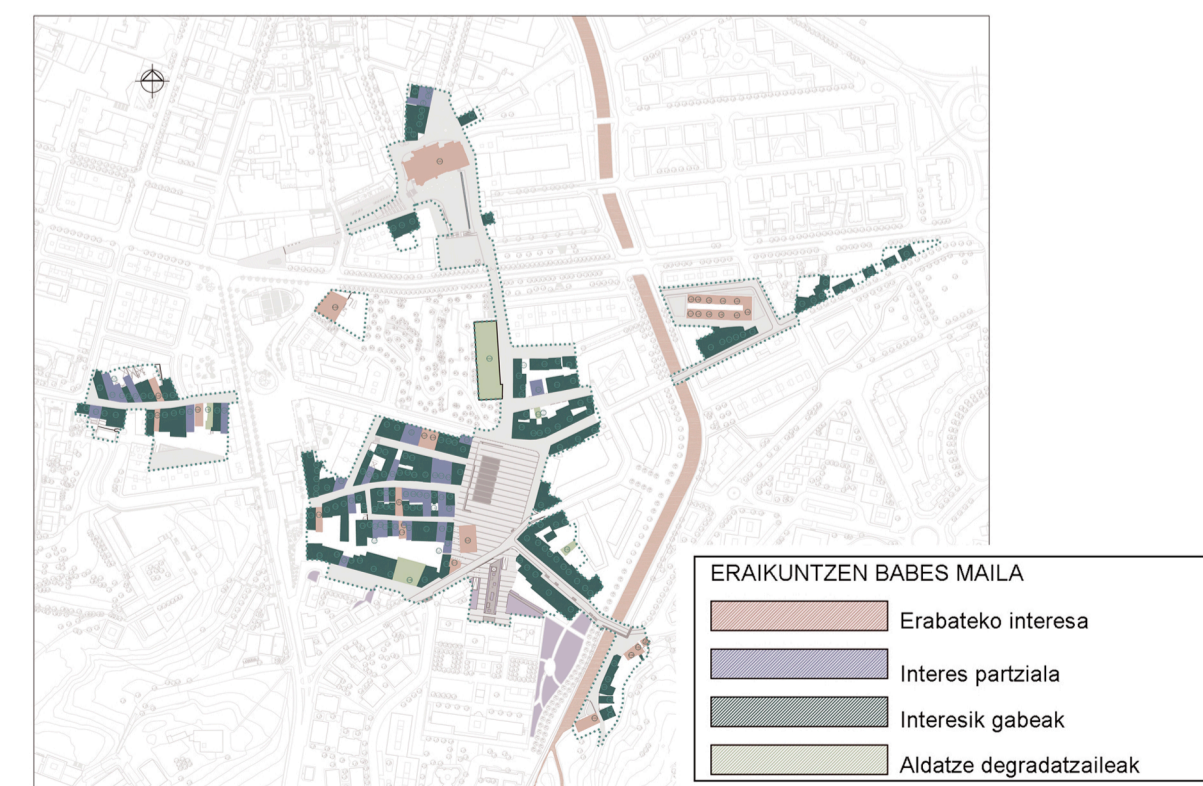 ERAIKUNTZEN BABES MAILA
Erabateko interesa
Interes partziala
Interesik gabeak
Aldatze degradatzaileak